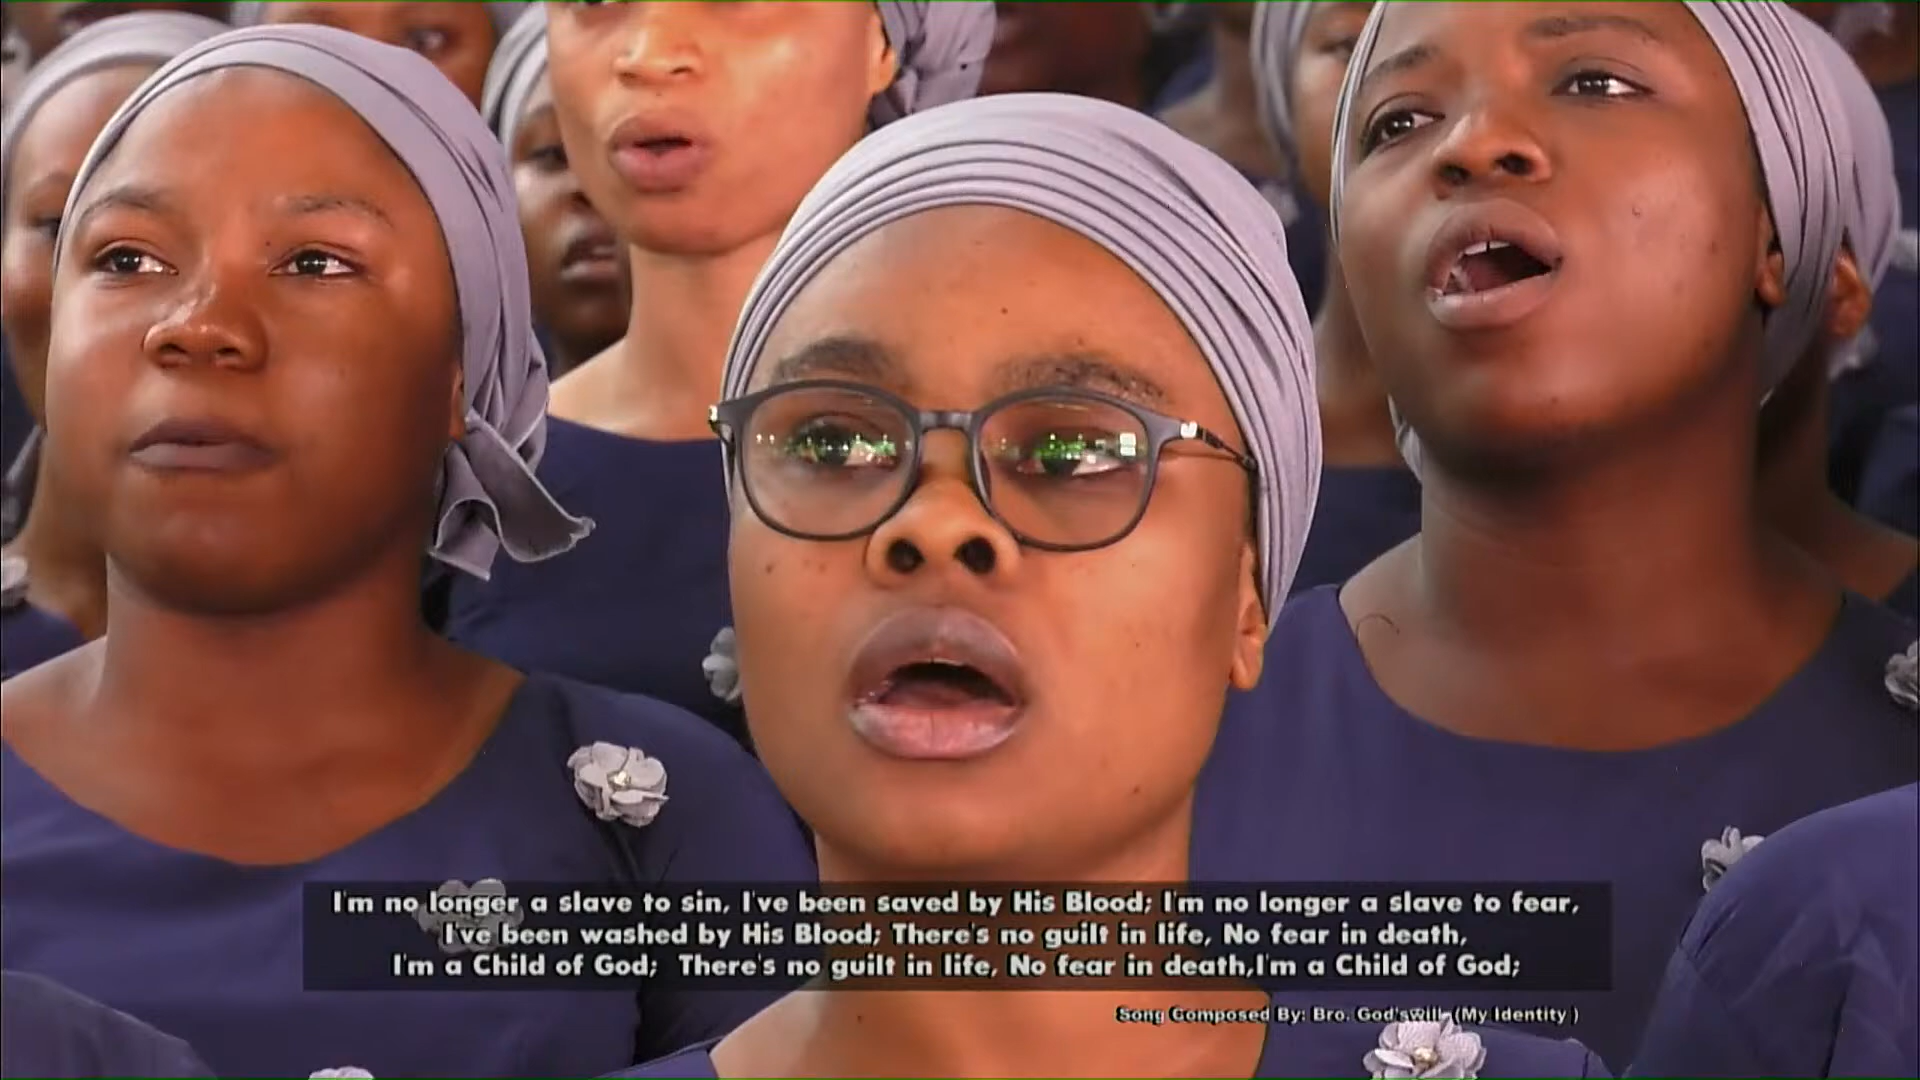 I'm no longer a slave to sin, I've been saved by His Blood; I'm no longer a slave to fear,
I've been washed by His Blood; There's no guilt in life, No fear in death,
I'm a Child of God;  There's no guilt in life, No fear in death,I'm a Child of God;
Song Composed By: Bro. God'swill (My Identity )